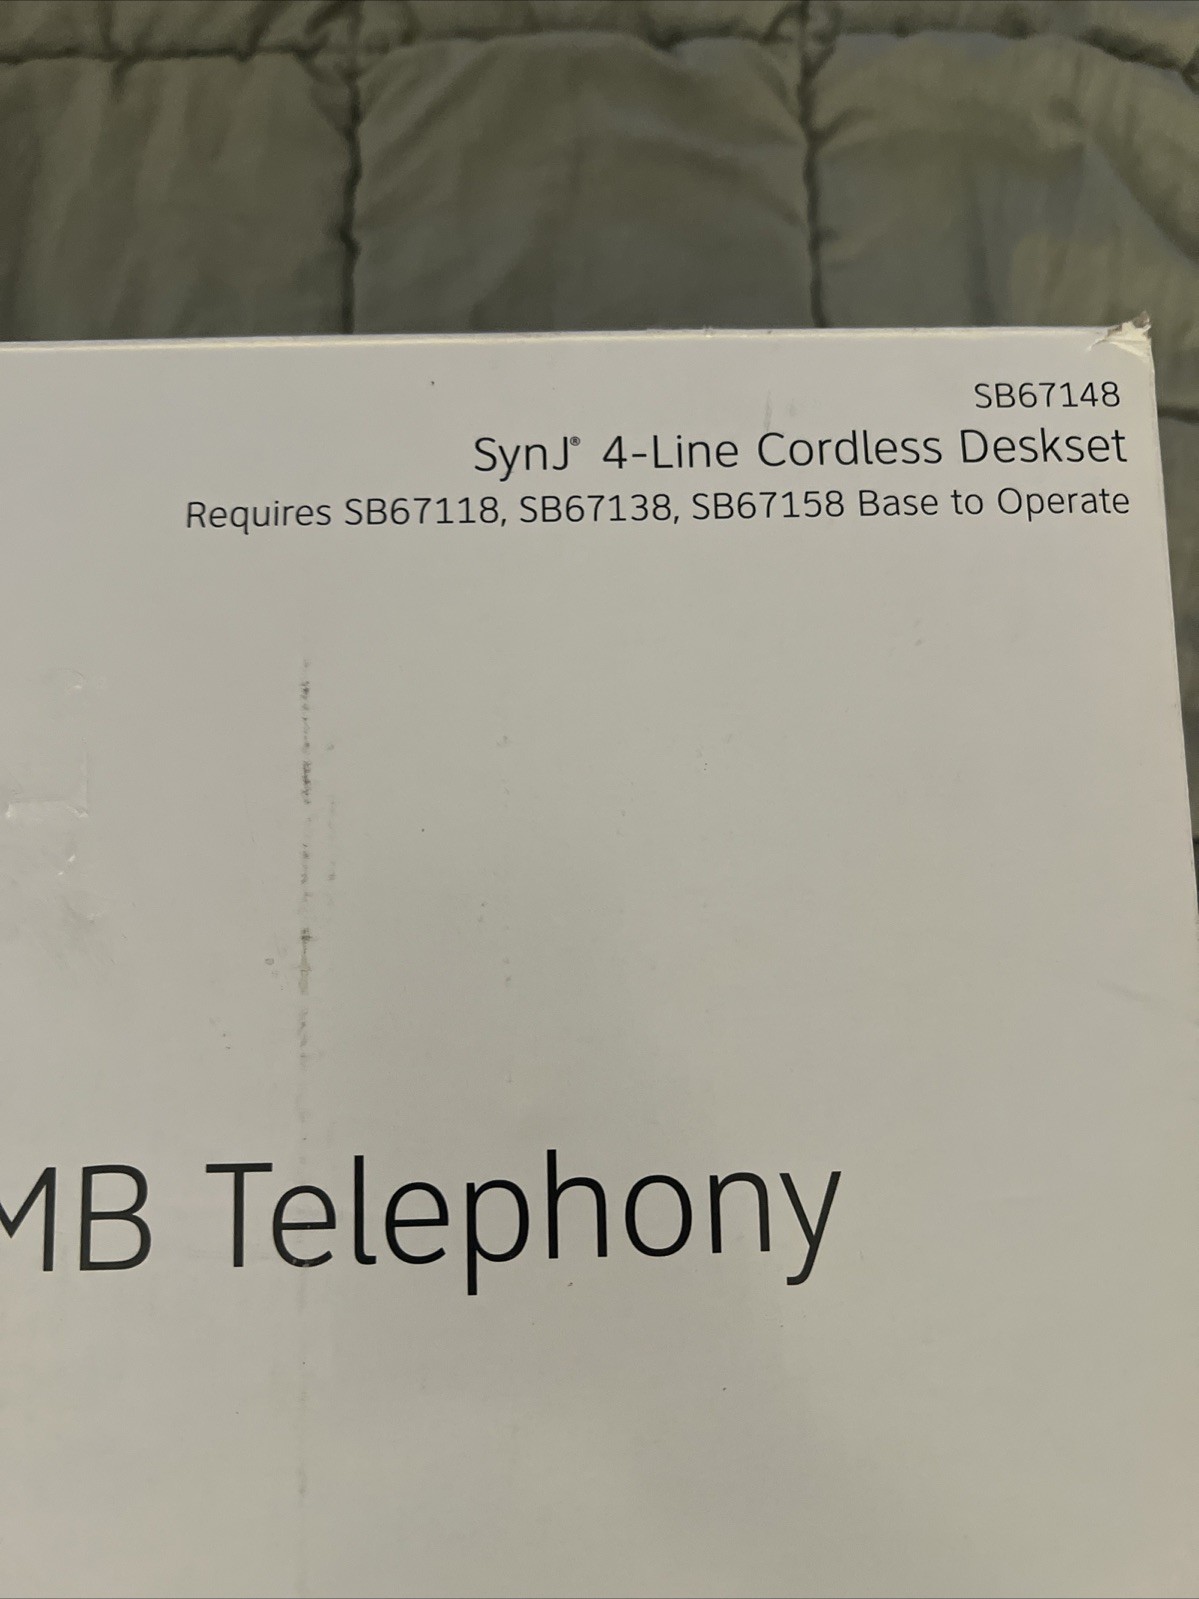 SB67148
SynJ® 4-Line Cordless Deskset
Requires SB67118, SB67138, SB67158 Base to Operate
MB Telephony